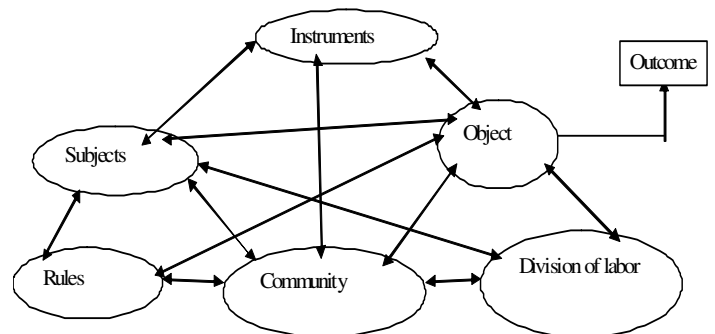 Instruments
Outcome
Object
Subjects
Rules
Community
Division of labor